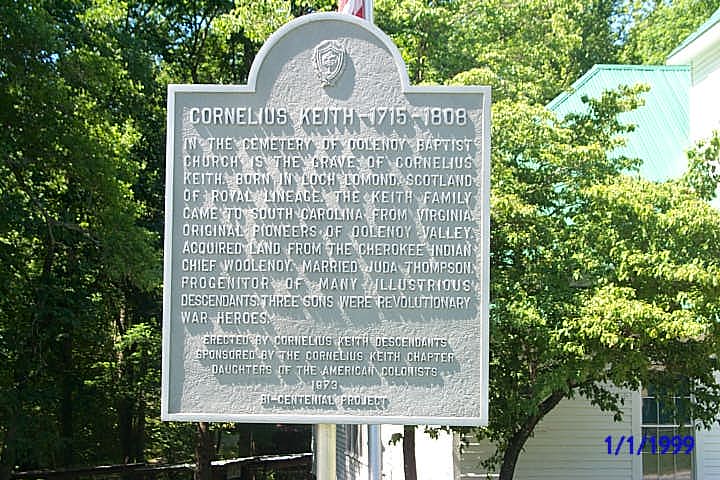 CORNELIUS KEITH - 1715 - 1808
IN THE CEMETERY OF OOLENOY BAPTIST
CHURCH IS THE GRAVE OF CORNELIUS
KEITH. BORN IN LOCH LOMOND, SCOTLAND
OF ROYAL LINEAGE. THE KEITH FAMILY
CAME TO SOUTH CAROLINA FROM VIRGINIA
ORIGINAL PIONEERS OF OOLENOY VALLEY.
ACQUIRED LAND FROM THE CHEROKEE INDIAN
CHIEF WOOLENOY. MARRIED JUDA THOMPSON.
PROGENITOR OF MANY ILLUSTRIOUS
DESCENDANTS. THREE SONS WERE REVOLUTIONARY
WAR HEROES.
ERECTED BY CORNELIUS KEITH DESCENDANTS
SPONSORED BY THE CORNELIUS KEITH CHAPTER
DAUGHTERS OF THE AMERICAN COLONISTS
1973
BI-CENTENIAL PROJECT
1/1/1999